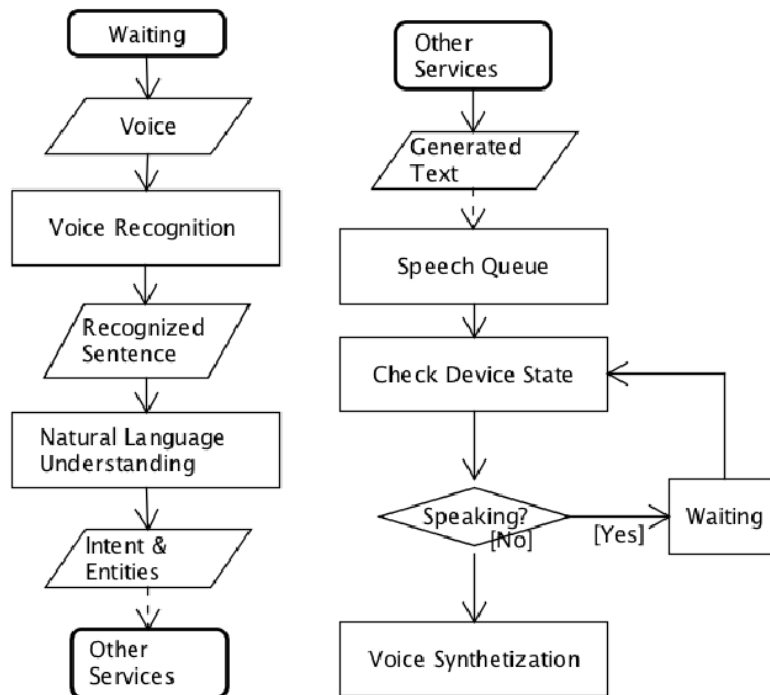 Waiting
Voice
Voice Recognition
Recognized
Sentence
Natural Language
Understanding
Intent &
Entities
Other
Services
Other
Services
Generated
Text
Speech Queue
Check Device State
Speaking?
[No]
[Yes]
Waiting
Voice Synthetization